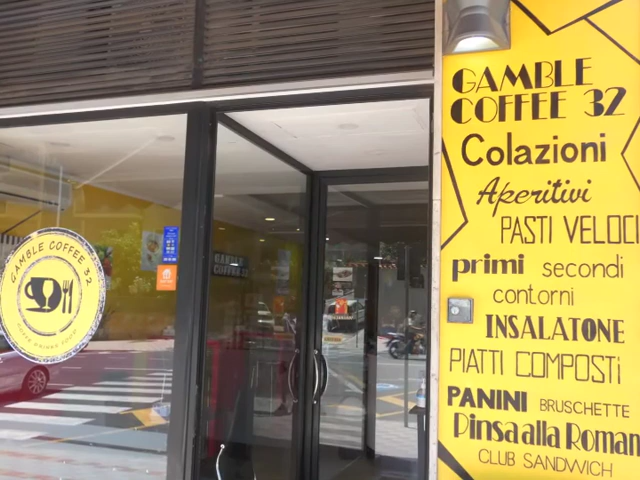 GAMBLE
COFFEE 32
Colazioni
Aperitivi
PASTI VELOCI
primi secondi
contorni
INSALATONE
PIATTI COMPOSTI
PANINI BRUSCHETTE
Pinsa alla Roman
CLUB SANDWICH
GAMBLE COFFEE 32
GAMBLE
COFFEE 32